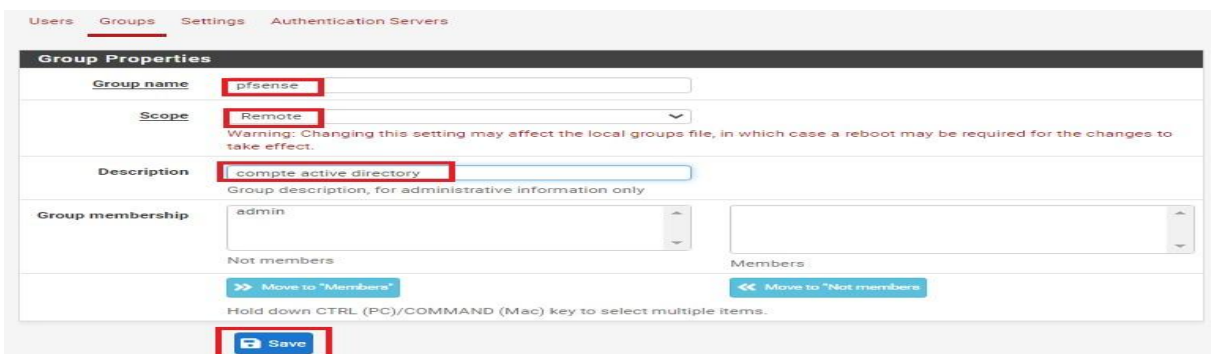 Users Groups Settings Authentication Servers
Group Properties
Group name pfsense
Scope Remote
Warning: Changing this setting may affect the local groups file, in which case a reboot may be required for the changes to
take effect.
Description compte active directory
Group description, for administrative information only
Group membership admin
Not members Members
Move to "Members" Move to "Not members
Hold down CTRL (PC)/COMMAND (Mac) key to select multiple items.
Save